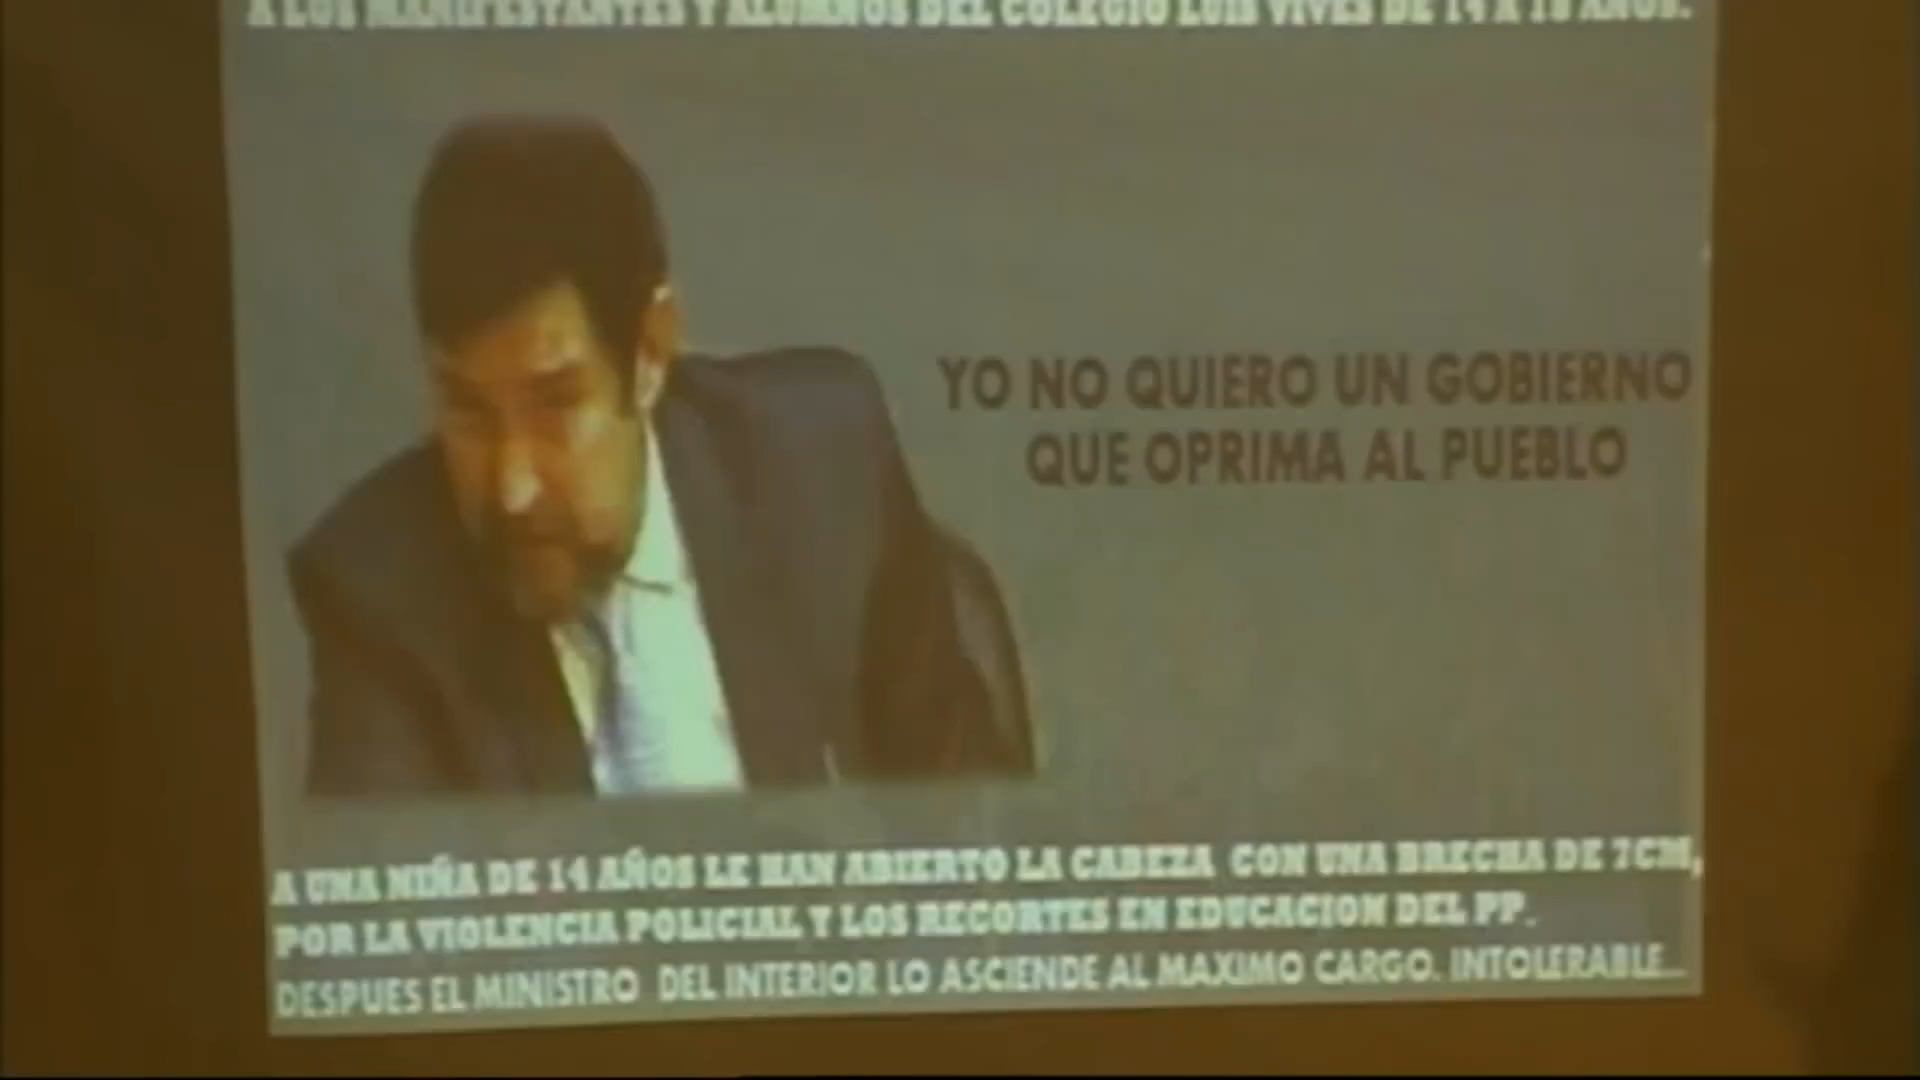 A LOS MANIFESTANTES Y ALUMNOS DEL COLEGIO LUIS VIVES DE 14 A 18 AÑOS.
YO NO QUIERO UN GOBIERNO
QUE OPRIMA AL PUEBLO
A UNA NIÑA DE 14 AÑOS LE HAN ABIERTO LA CABEZA CON UNA BRECHA DE 7CM,
POR LA VIOLENCIA POLICIAL Y LOS RECORTES EN EDUCACION DEL PP.
DESPUES EL MINISTRO DEL INTERIOR LO ASCIENDE AL MAXIMO CARGO. INTOLERABLE...